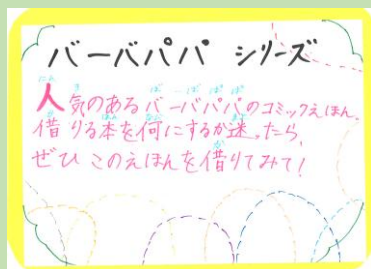 バーバパパ シリーズ
人気のあるバーバパパのコミックえほん。
借りる本を何にするか迷ったら、
ぜひ このえほんを借りてみて!